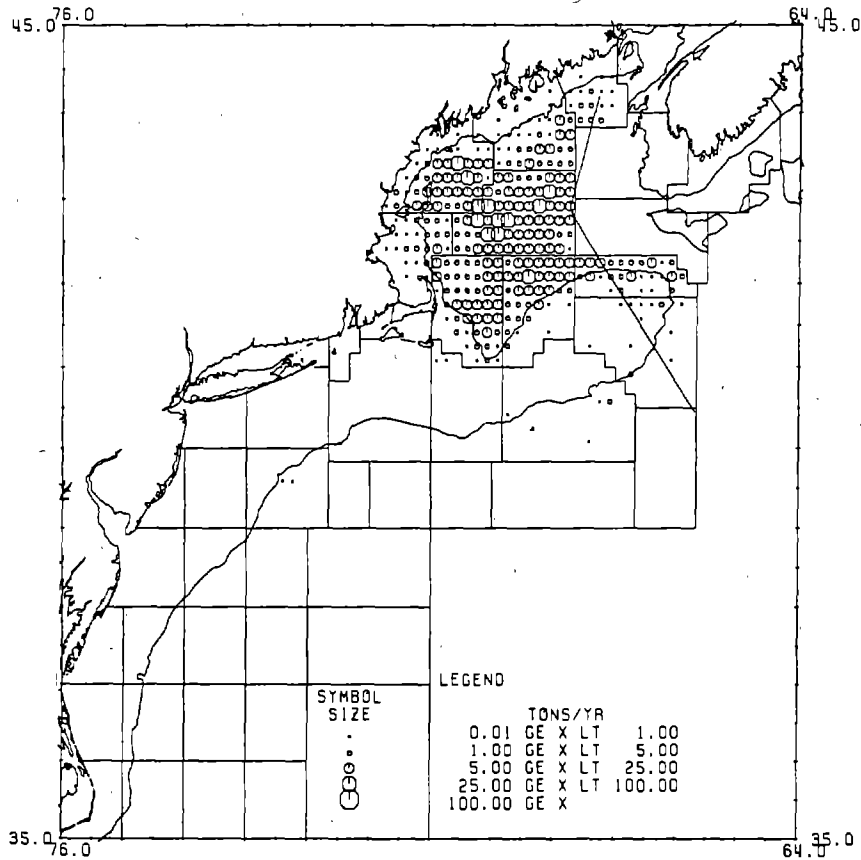 76.0 64.0
45.0 45.0
LEGEND
SYMBOL
SIZE
TONS/YR
0.01 GE X LT 1.00
1.00 GE X LT 5.00
5.00 GE X LT 25.00
25.00 GE X LT 100.00
100.00 GE X
35.0 35.0
76.0 64.0